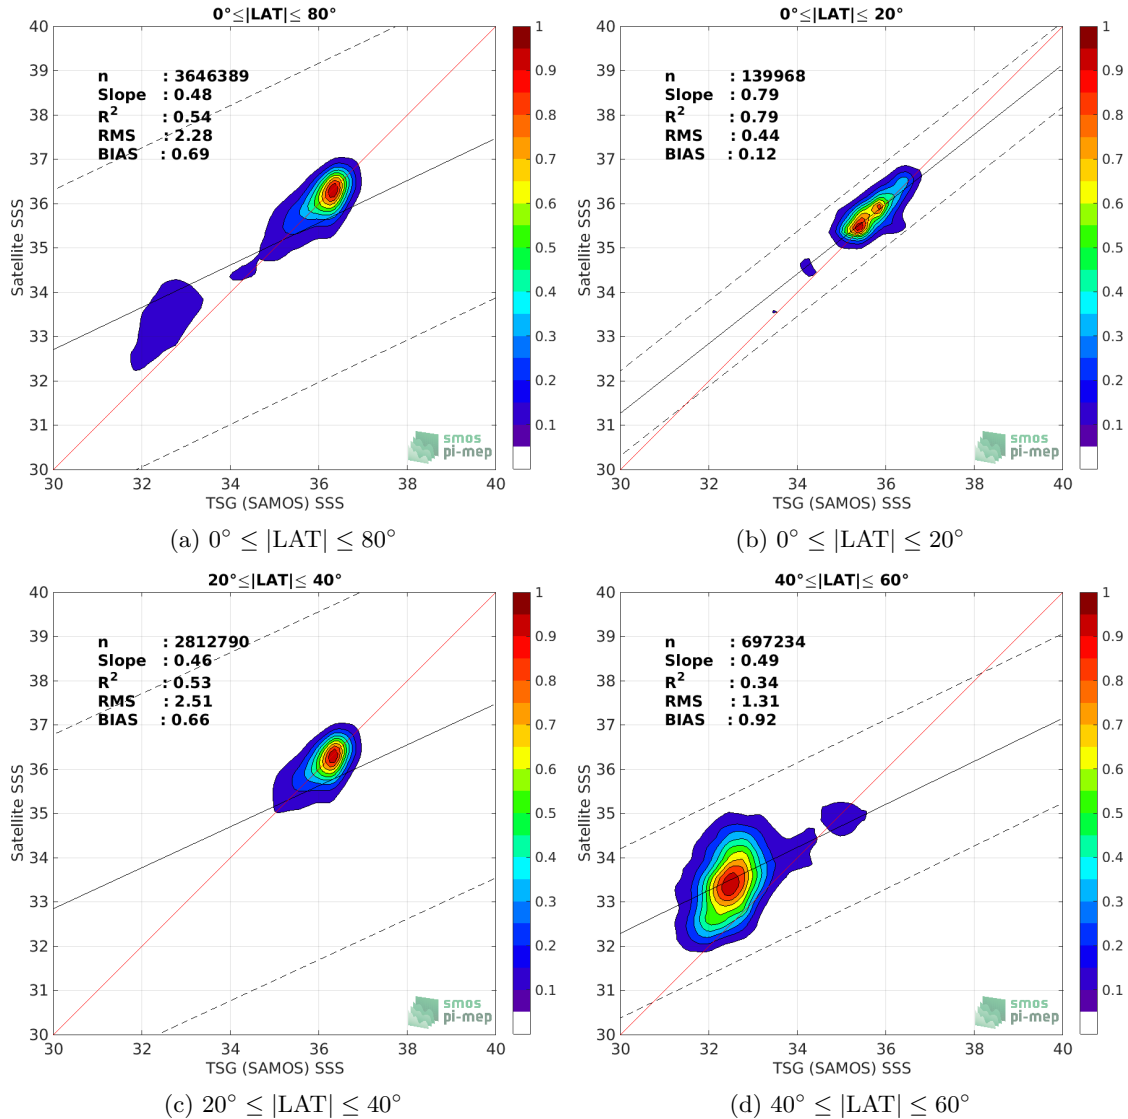 0°≤|LAT|≤ 80°
40
39
38
37
36
35
34
33
32
31
30
Satellite SSS
n : 3646389
Slope : 0.48
R² : 0.54
RMS : 2.28
BIAS : 0.69
smos
pi-mep
30 32 34 36 38 40
TSG (SAMOS) SSS
1
0.9
0.8
0.7
0.6
0.5
0.4
0.3
0.2
0.1
(a) 0° ≤ |LAT| ≤ 80°
0°≤|LAT|≤ 20°
40
39
38
37
36
35
34
33
32
31
30
Satellite SSS
n : 139968
Slope : 0.79
R² : 0.79
RMS : 0.44
BIAS : 0.12
smos
pi-mep
30 32 34 36 38 40
TSG (SAMOS) SSS
1
0.9
0.8
0.7
0.6
0.5
0.4
0.3
0.2
0.1
(b) 0° ≤ |LAT| ≤ 20°
20°≤|LAT|≤ 40°
40
39
38
37
36
35
34
33
32
31
30
Satellite SSS
n : 2812790
Slope : 0.46
R² : 0.53
RMS : 2.51
BIAS : 0.66
smos
pi-mep
30 32 34 36 38 40
TSG (SAMOS) SSS
1
0.9
0.8
0.7
0.6
0.5
0.4
0.3
0.2
0.1
(c) 20° ≤ |LAT| ≤ 40°
40°≤|LAT|≤ 60°
40
39
38
37
36
35
34
33
32
31
30
Satellite SSS
n : 697234
Slope : 0.49
R² : 0.34
RMS : 1.31
BIAS : 0.92
smos
pi-mep
30 32 34 36 38 40
TSG (SAMOS) SSS
1
0.9
0.8
0.7
0.6
0.5
0.4
0.3
0.2
0.1
(d) 40° ≤ |LAT| ≤ 60°